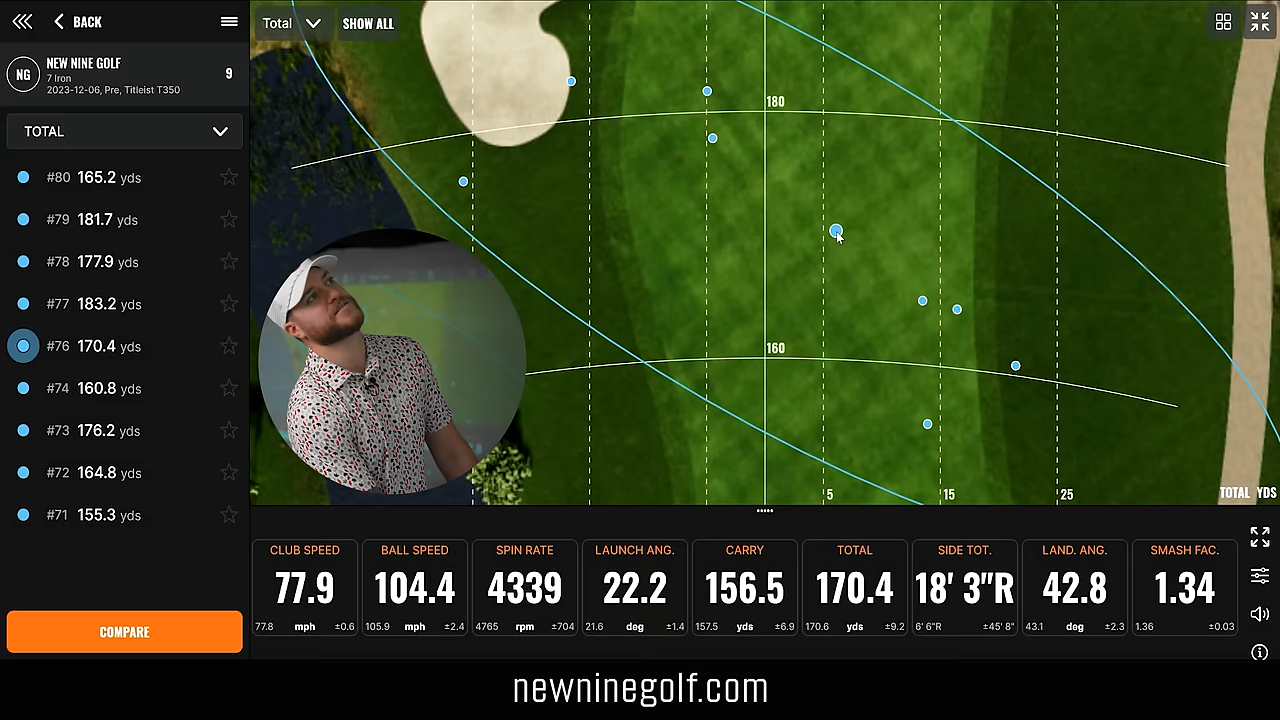 BACK
NG
NEW NINE GOLF
7 Iron
2023-12-06, Pre, Titleist T350
9
TOTAL
#80 165.2 yds
#79 181.7 yds
#78 177.9 yds
#77 183.2 yds
#76 170.4 yds
#74 160.8 yds
#73 176.2 yds
#72 164.8 yds
#71 155.3 yds
COMPARE
Total
SHOW ALL
180
160
5
15
25
TOTAL YDS
CLUB SPEED
77.9
77.8 mph ±0.6
BALL SPEED
104.4
105.9 mph ±2.4
SPIN RATE
4339
4765 rpm ±704
LAUNCH ANG.
22.2
21.6 deg ±1.4
CARRY
156.5
157.5 yds ±6.9
TOTAL
170.4
170.6 yds ±9.2
SIDE TOT.
18' 3"R
6' 6"R ±45' 8"
LAND. ANG.
42.8
43.1 deg ±2.3
SMASH FAC.
1.34
1.36 ±0.03
newninegolf.com